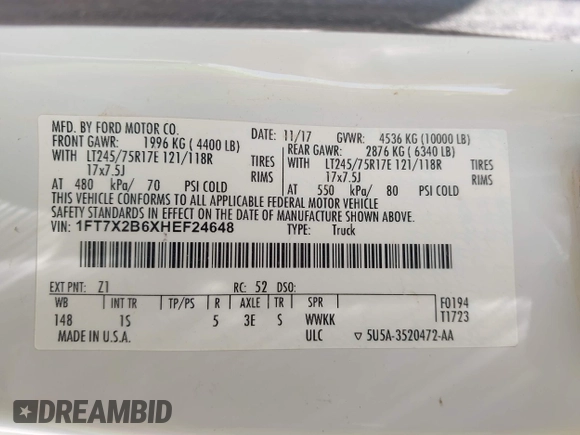 MFD. BY FORD MOTOR CO.
DATE: 11/17 GVWR: 4536 KG (10000 LB)
FRONT GAWR: 1996 KG (4400 LB)
REAR GAWR: 2876 KG (6340 LB)
WITH LT245/75R17E 121/118R TIRES
WITH LT245/75R17E 121/118R TIRES
17x7.5J RIMS
17x7.5J RIMS
AT 480 kPa/ 70 PSI COLD
AT 550 kPa/ 80 PSI COLD
THIS VEHICLE CONFORMS TO ALL APPLICABLE FEDERAL MOTOR VEHICLE
SAFETY STANDARDS IN EFFECT ON THE DATE OF MANUFACTURE SHOWN ABOVE.
VIN: 1FT7X2B6XHEF24648 TYPE: Truck
EXT PNT: Z1 RC: 52 DSO:
WB INT TR TP/PS R AXLE TR SPR F0194
148 1S 5 3E S WWKK T1723
MADE IN U.S.A. ULC ▽ 5U5A-3520472-AA
DREAMBID